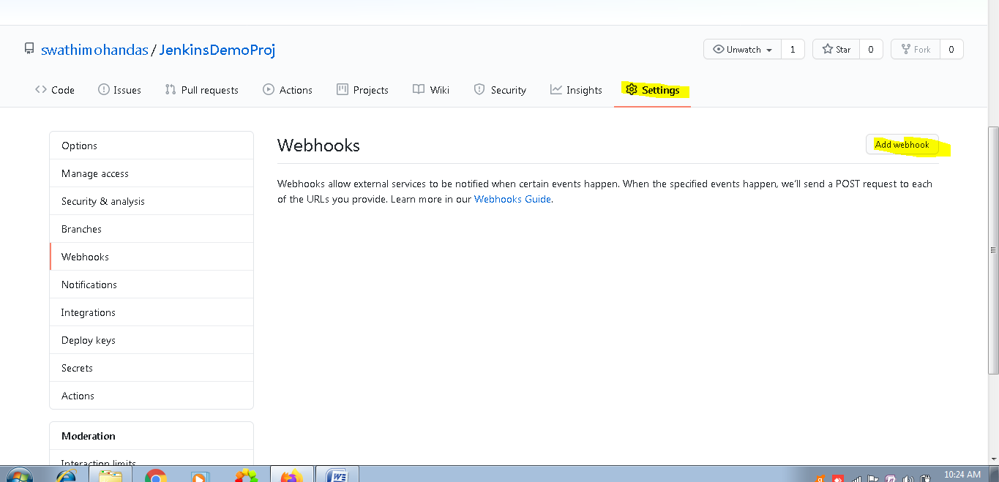 swathimohandas / JenkinsDemoProj
Unwatch 1 Star 0 Fork 0
Code Issues Pull requests Actions Projects Wiki Security Insights Settings
Options
Manage access
Security & analysis
Branches
Webhooks
Notifications
Integrations
Deploy keys
Secrets
Actions
Moderation
Interaction limits
Webhooks
Add webhook
Webhooks allow external services to be notified when certain events happen. When the specified events happen, we'll send a POST request to each
of the URLs you provide. Learn more in our Webhooks Guide.
10:24 AM